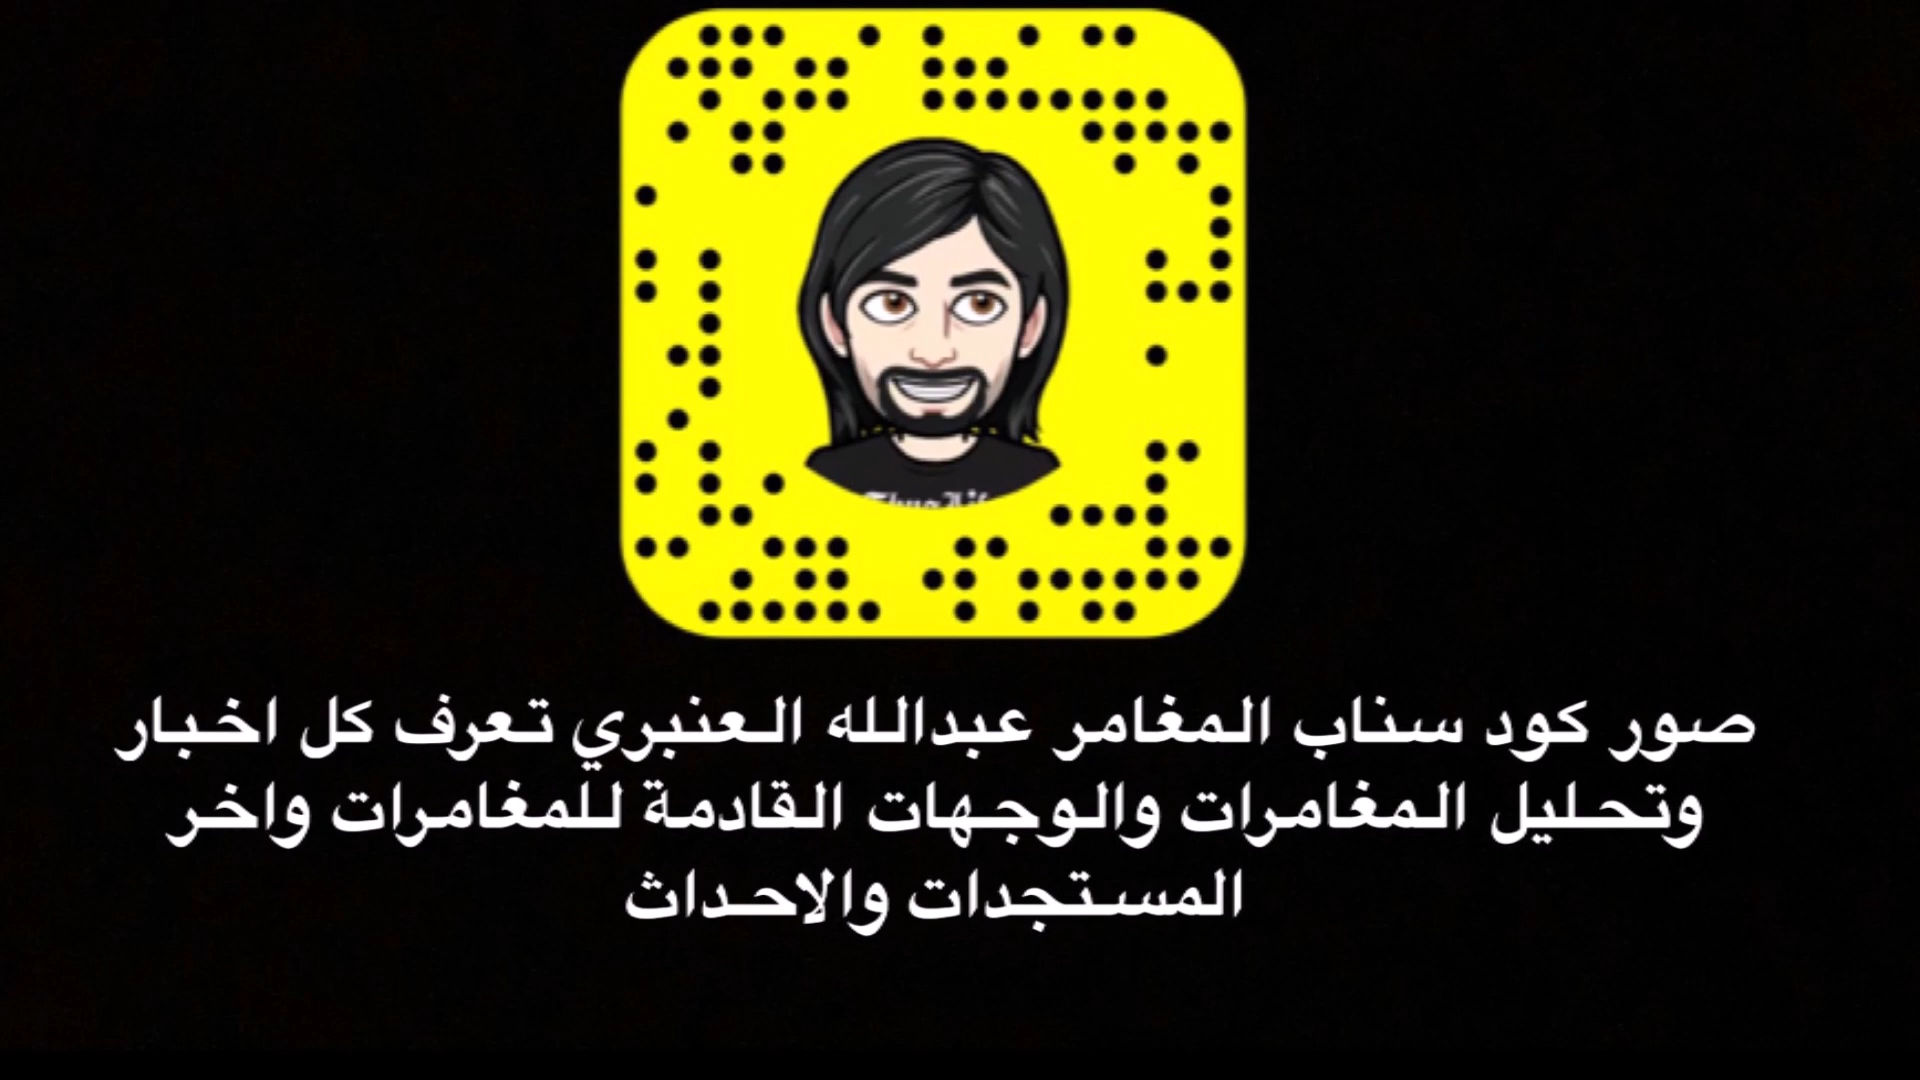 صور كود سناب المغامر عبدالله العنبري تعرف كل اخبار
وتحليل المغامرات والوجهات القادمة للمغامرات واخر
المستجدات والاحداث